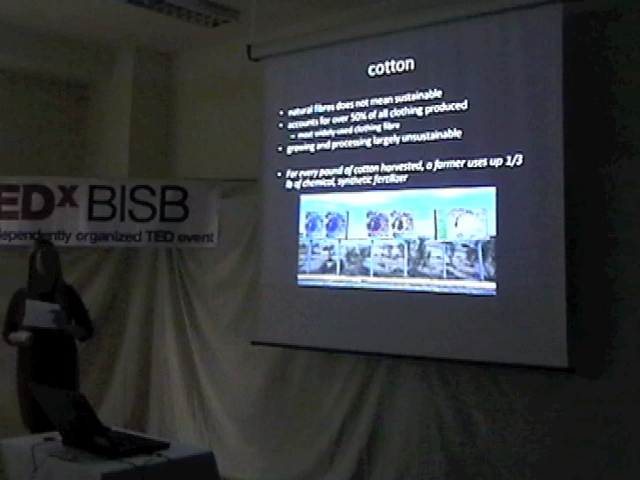 cotton
• natural fibres does not mean sustainable
• accounts for over 50% of all clothing produced
– most widely used clothing fibre
• growing and processing largely unsustainable
• For every pound of cotton harvested, a farmer uses up 1/3
lb of chemical, synthetic fertilizer
EDx BISB
dependently organized TED event